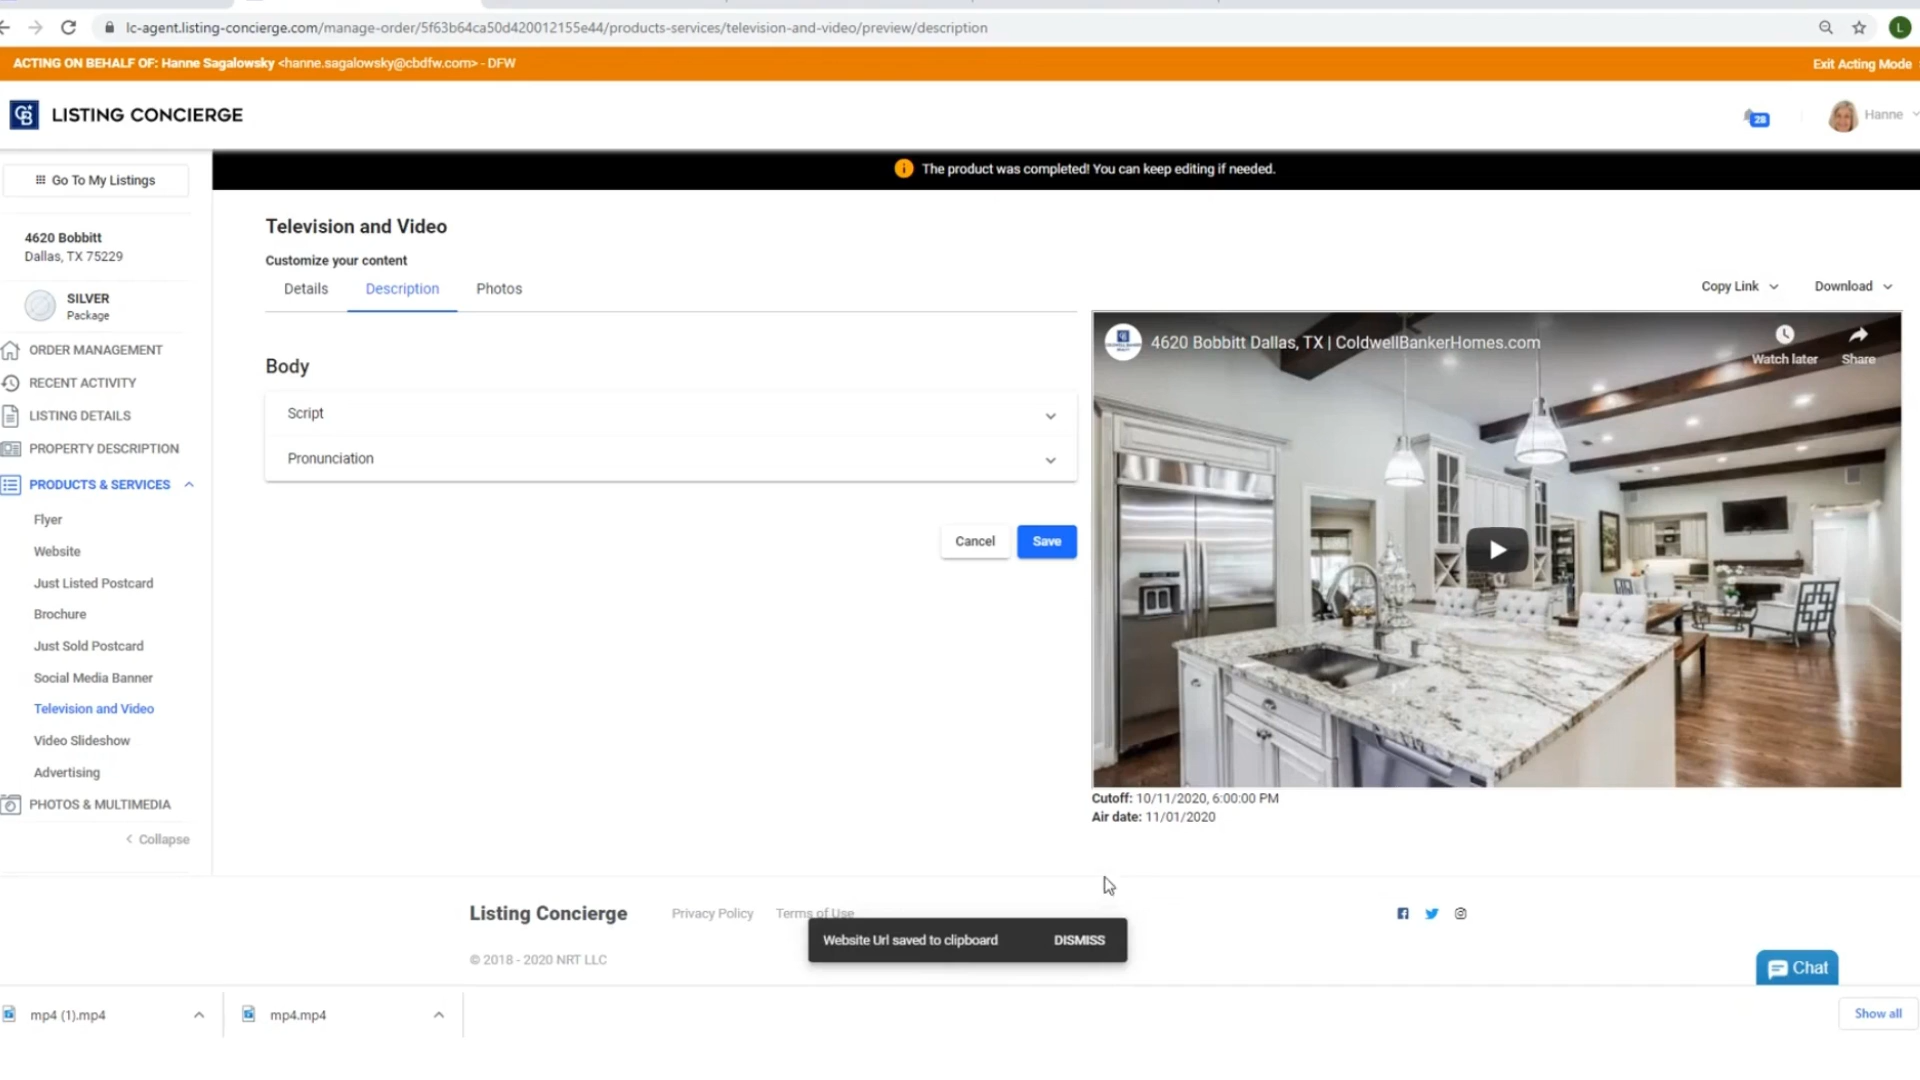 lc-agent.listing-concierge.com/manage-order/5f63b64ca50d420012155e44/products-services/television-and-video/preview/description
L
ACTING ON BEHALF OF: Hanne Sagalowsky <hanne.sagalowsky@cbdfw.com> - DFW
Exit Acting Mode
LISTING CONCIERGE
28
Hanne
Go To My Listings
The product was completed! You can keep editing if needed.
4620 Bobbitt
Dallas, TX 75229
SILVER
Package
ORDER MANAGEMENT
RECENT ACTIVITY
LISTING DETAILS
PROPERTY DESCRIPTION
PRODUCTS & SERVICES
Flyer
Website
Just Listed Postcard
Brochure
Just Sold Postcard
Social Media Banner
Television and Video
Video Slideshow
Advertising
PHOTOS & MULTIMEDIA
Collapse
Television and Video
Customize your content
Details
Description
Photos
Body
Script
Pronunciation
Cancel
Save
Copy Link
Download
4620 Bobbitt Dallas, TX | ColdwellBankerHomes.com
Watch later
Share
Cutoff: 10/11/2020, 6:00:00 PM
Air date: 11/01/2020
Listing Concierge
Privacy Policy
Terms of Use
Website Url saved to clipboard
DISMISS
© 2018 - 2020 NRT LLC
Chat
mp4 (1).mp4
mp4.mp4
Show all